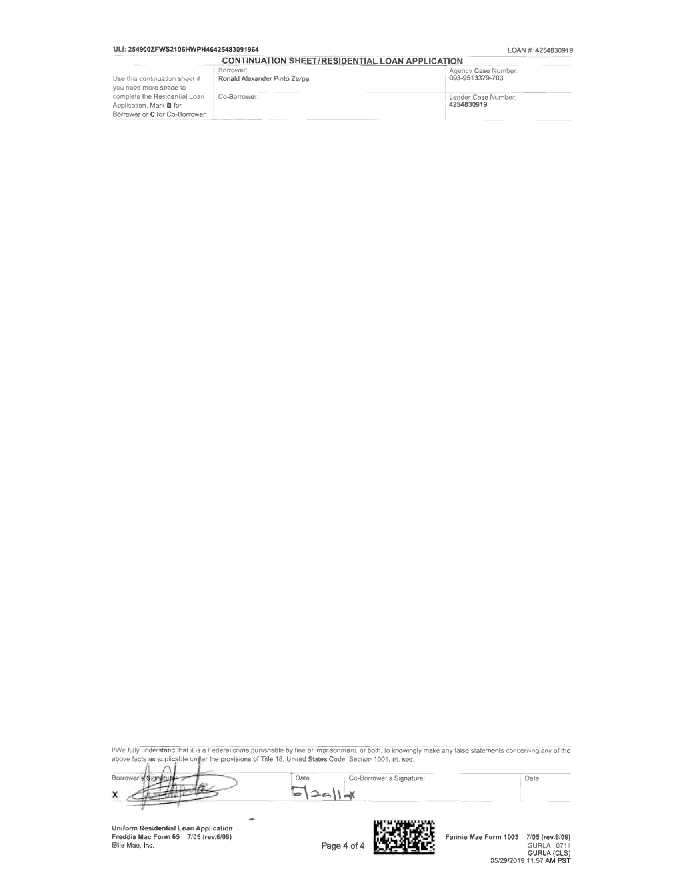 ULI: 254900ZFWS2106HWPH46425483091964
LOAN #: 4254830919
CONTINUATION SHEET/RESIDENTIAL LOAN APPLICATION
Use this continuation sheet if
you need more space to
complete the Residential Loan
Application. Mark B for
Borrower or C for Co-Borrower.
Borrower:
Ronald Alexander Pinto
Agency Case Number:
093-9513379-703
Co-Borrower:
Lender Case Number:
4254830919
I/We fully understand that it is a Federal crime punishable by fine or imprisonment, or both, to knowingly make any false statements concerning any of the
above facts as applicable under the provisions of Title 18, United States Code, Section 1001, et. seq.
Borrower's Signature
X
Date
Co-Borrower's Signature
Date
Uniform Residential Loan Application
Freddie Mac Form 65 7/05 (rev.6/09)
Ellie Mae, Inc.
Page 4 of 4
Fannie Mae Form 1003 7/05 (rev.6/09)
GURLA 0711
GURLA (CLS)
05/29/2019 11:57 AM PST